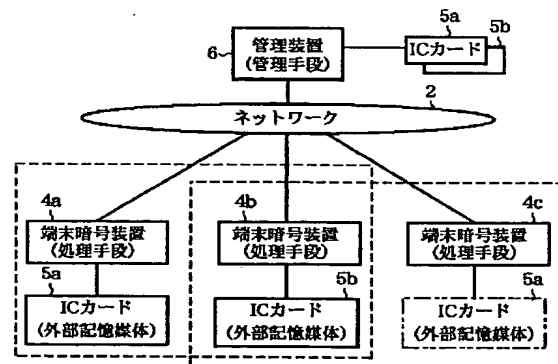 5a
5b
6
管理装置
(管理手段)
ICカード
2
ネットワーク
4a
4b
4c
端末暗号装置
(処理手段)
端末暗号装置
(処理手段)
端末暗号装置
(処理手段)
5a
5b
5a
ICカード
(外部記憶媒体)
ICカード
(外部記憶媒体)
ICカード
(外部記憶媒体)